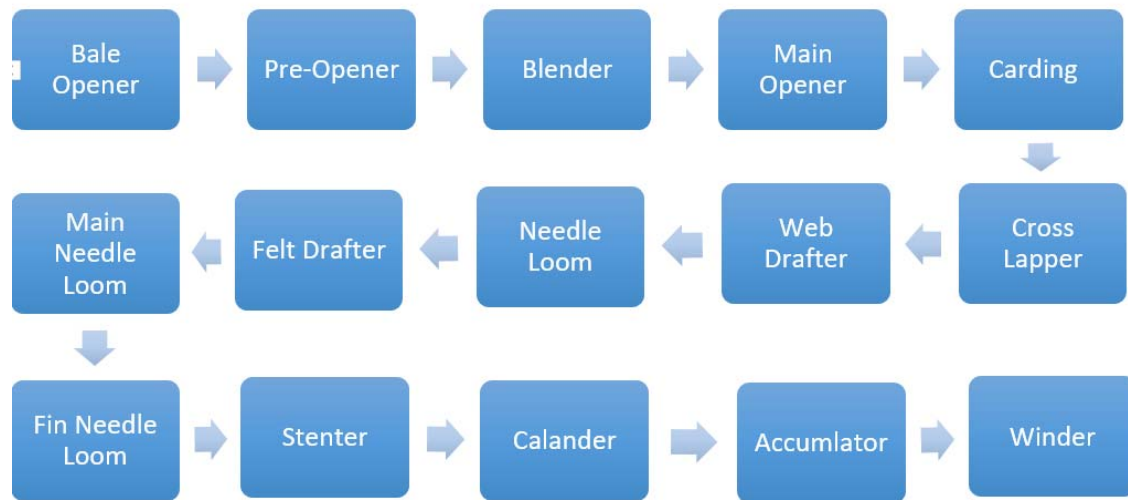 Bale
Opener
Pre-Opener
Blender
Main
Opener
Carding
Cross
Lapper
Web
Drafter
Needle
Loom
Felt Drafter
Main
Needle
Loom
Fin Needle
Loom
Stenter
Calander
Accumlator
Winder